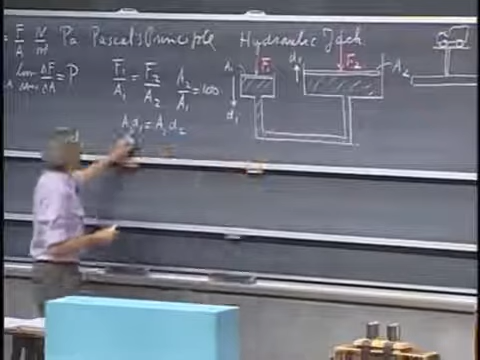 F/A N/m² Pa Pascal's Principle Hydraulic Jack
lim ΔF/ΔA = P
F₁/A₁ = F₂/A₂ A₂/A₁ = 100
A₁d₁ = A₂d₂
A₁ F₁ d₁
d₂ F₂ A₂